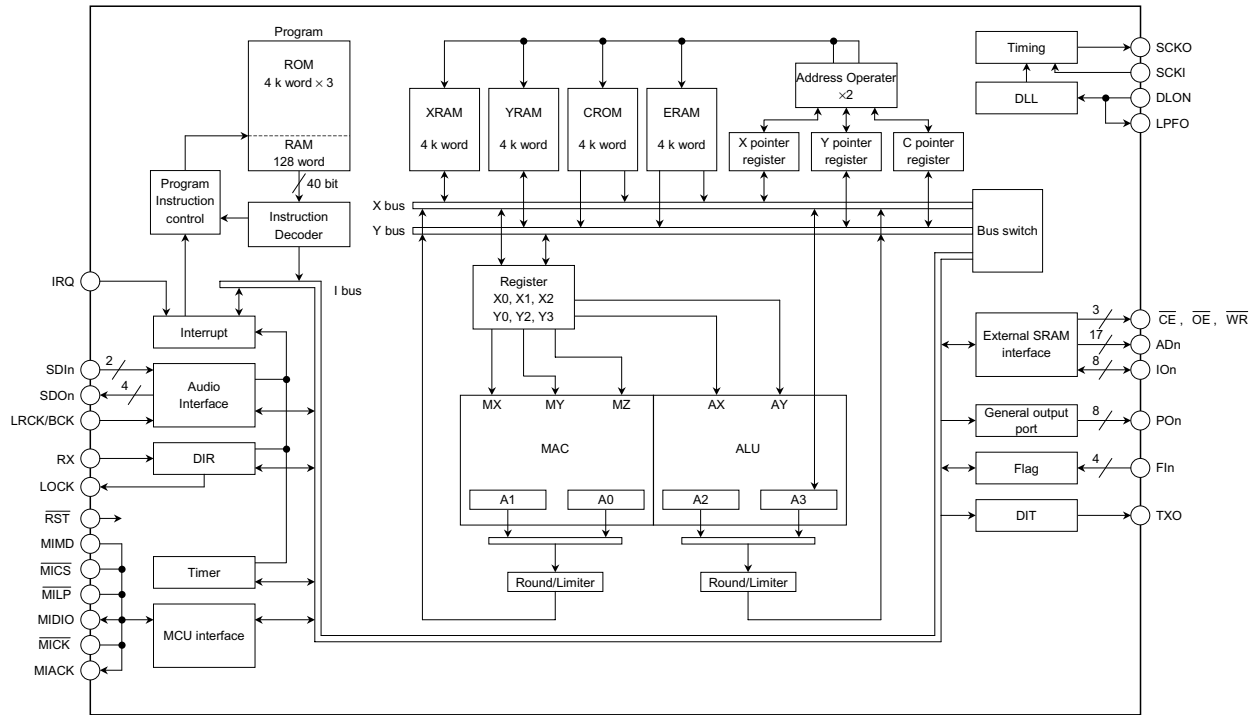 Program
ROM
4 k word × 3
RAM
128 word
40 bit
Program
Instruction
control
Instruction
Decoder
I bus
XRAM
4 k word
YRAM
4 k word
CROM
4 k word
ERAM
4 k word
Address Operater
×2
X pointer
register
Y pointer
register
C pointer
register
X bus
Y bus
Bus switch
Timing
DLL
SCKO
SCKI
DLON
LPFO
Register
X0, X1, X2
Y0, Y2, Y3
MX
MY
MZ
AX
AY
MAC
ALU
A1
A0
A2
A3
Round/Limiter
Round/Limiter
IRQ
Interrupt
SDIn
2
SDOn
4
LRCK/BCK
Audio
Interface
RX
DIR
LOCK
RST
MIMD
MICS
MILP
MIDIO
MICK
MIACK
Timer
MCU interface
External SRAM
interface
3
CE , OE , WR
17
ADn
8
IOn
General output
port
8
POn
Flag
4
FIn
DIT
TXO